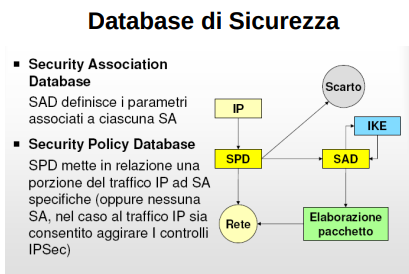 Database di Sicurezza
▪ Security Association
Database
SAD definisce i parametri
associati a ciascuna SA
▪ Security Policy Database
SPD mette in relazione una
porzione del traffico IP ad SA
specifiche (oppure nessuna
SA, nel caso al traffico IP sia
consentito aggirare I controlli
IPSec)
Scarto
IP
IKE
SPD
SAD
Rete
Elaborazione
pacchetto